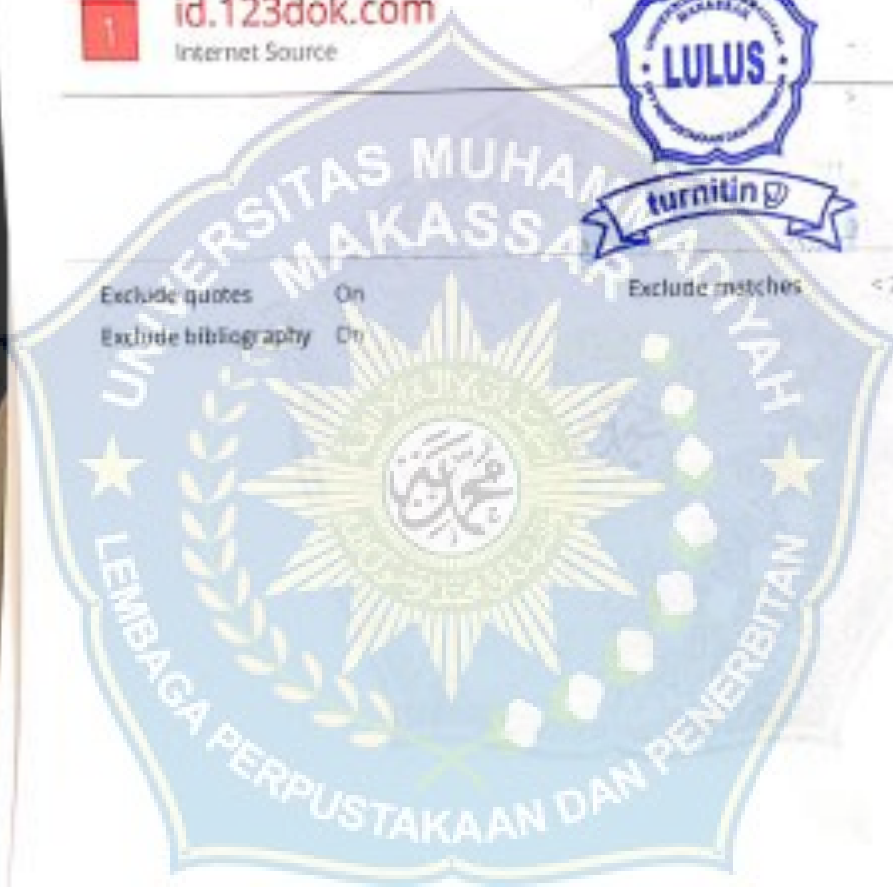 1 id.123dok.com
Internet Source
LULUS
turnitin
Exclude quotes On
Exclude matches
Exclude bibliography On
UNIVERSITAS MUHAMMADIYAH
MAKASSAR
محمد
LEMBAGA PERPUSTAKAAN DAN PENERBITAN